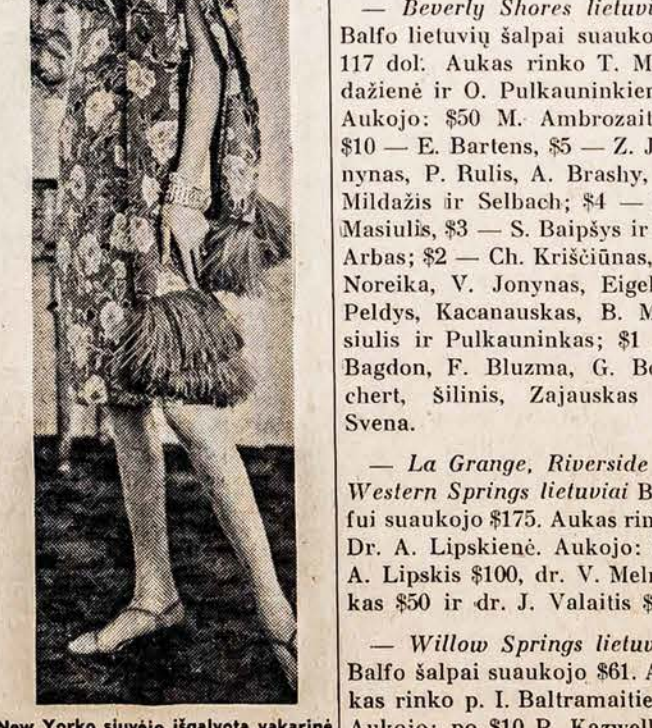 New Yorko siuvėjo išgalvota vakarinė
— Beverly Shores lietuvi
Balfo lietuvių šalpai suauko
117 dol. Aukas rinko T. M
dažienė ir O. Pulkauninkien
Aukojo: $50 M. Ambrozait
$10 — E. Bartens, $5 — Z. J
nynas, P. Rulis, A. Brashy,
Mildažis ir Selbach; $4 —
Masiulis, $3 — S. Baipšys ir
Arbas; $2 — Ch. Kriščiūnas,
Noreika, V. Jonynas, Eigel
Peldys, Kacanauskas, B. M
siulis ir Pulkauninkas; $1
Bagdon, F. Bluzma, G. Be
chert, Šilinis, Zajauskas
Svena.
— La Grange, Riverside
Western Springs lietuviai B
fui suaukojo $175. Aukas rin
Dr. A. Lipskienė. Aukojo:
A. Lipskis $100, dr. V. Meln
kas $50 ir dr. J. Valaitis $
— Willow Springs lietuv
Balfo šalpai suaukojo $61. A
kas rinko p. I. Baltramaitie
Aukojo: po $10 D.